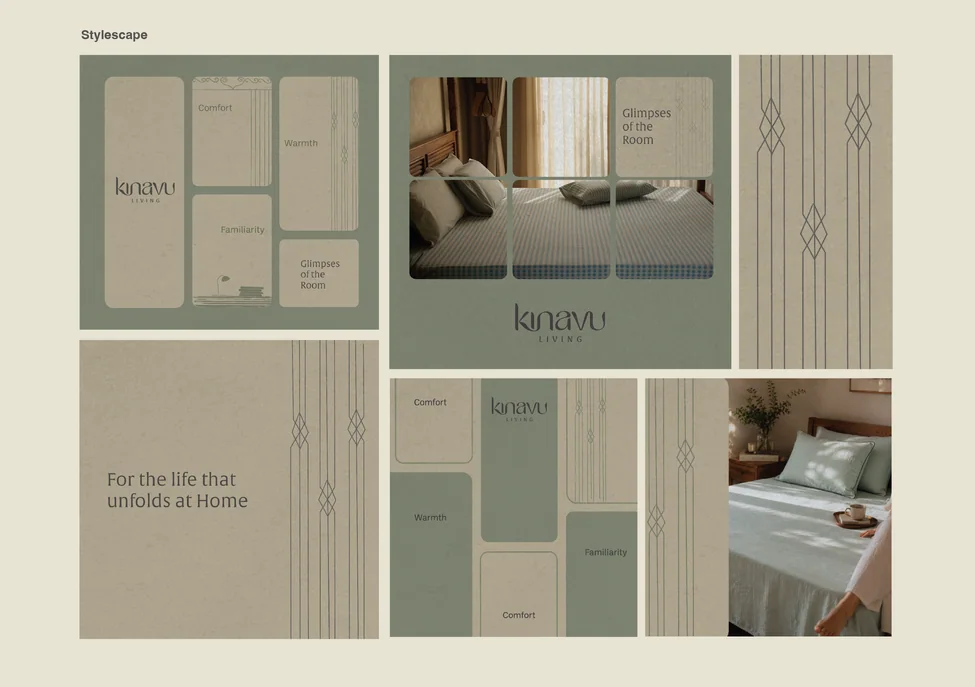 Stylescape
kinavu
LIVING
Comfort
Familiarity
Warmth
Glimpses
of the
Room
Glimpses
of the
Room
kinavu
LIVING
For the life that
unfolds at Home
Comfort
Warmth
kinavu
LIVING
Comfort
Familiarity